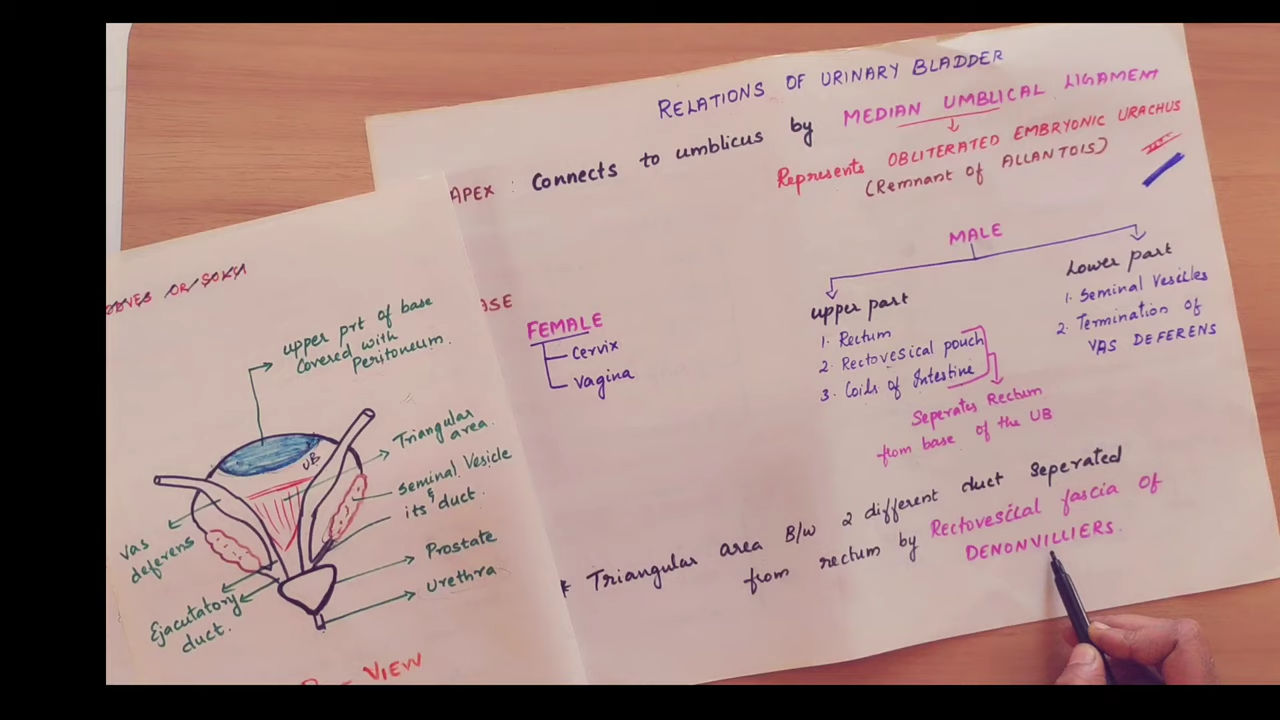 RELATIONS OF URINARY BLADDER
APEX : Connects to umblicus by MEDIAN UMBLICAL LIGAMENT
Represents OBLITERATED EMBRYONIC URACHUS
(Remnant of ALLANTOIS)
ASE
FEMALE
Cervix
Vagina
MALE
upper part
1. Rectum
2. Rectovesical pouch
3. Coils of Intestine
Seperates Rectum
from base of the UB
Lower part
1. Seminal Vesicles
2. Termination of
VAS DEFERENS
* Triangular area B/w 2 different duct Seperated
from rectum by Rectovesical fascia of
DENONVILLIERS.
OR
upper prt of base
Covered with
Peritoneum.
UB
Triangular
area.
Seminal Vesicle
&
its duct.
Prostate
Urethra
Vas
deferens
Ejaculatory
duct.
VIEW